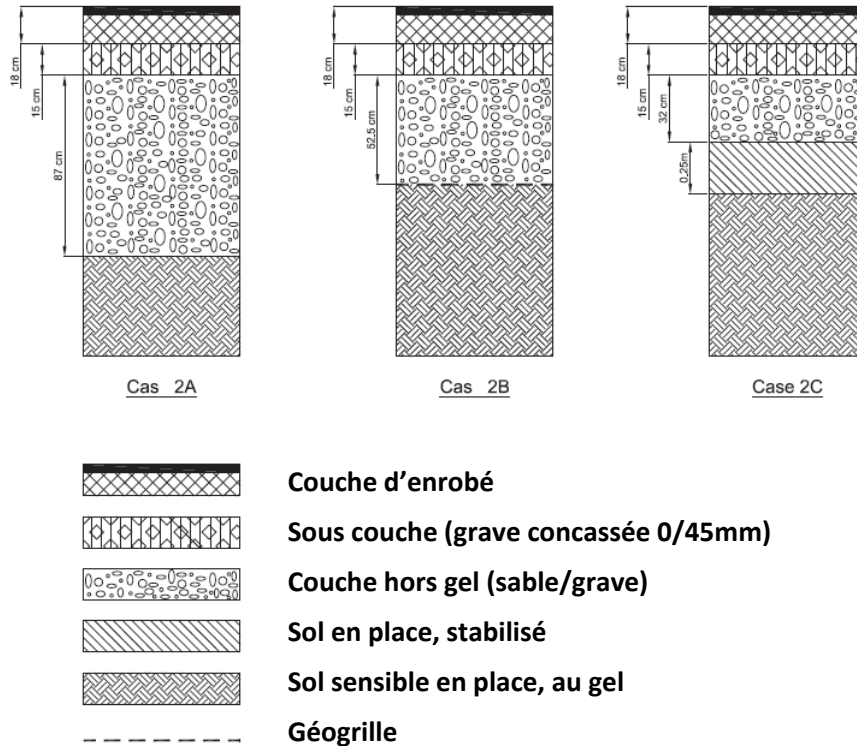 18 cm
15 cm
87 cm
Cas 2A
18 cm
15 cm
52,5 cm
Cas 2B
18 cm
15 cm
32 cm
0,25m
Case 2C
Couche d’enrobé
Sous couche (grave concassée 0/45mm)
Couche hors gel (sable/grave)
Sol en place, stabilisé
Sol sensible en place, au gel
Géogrille